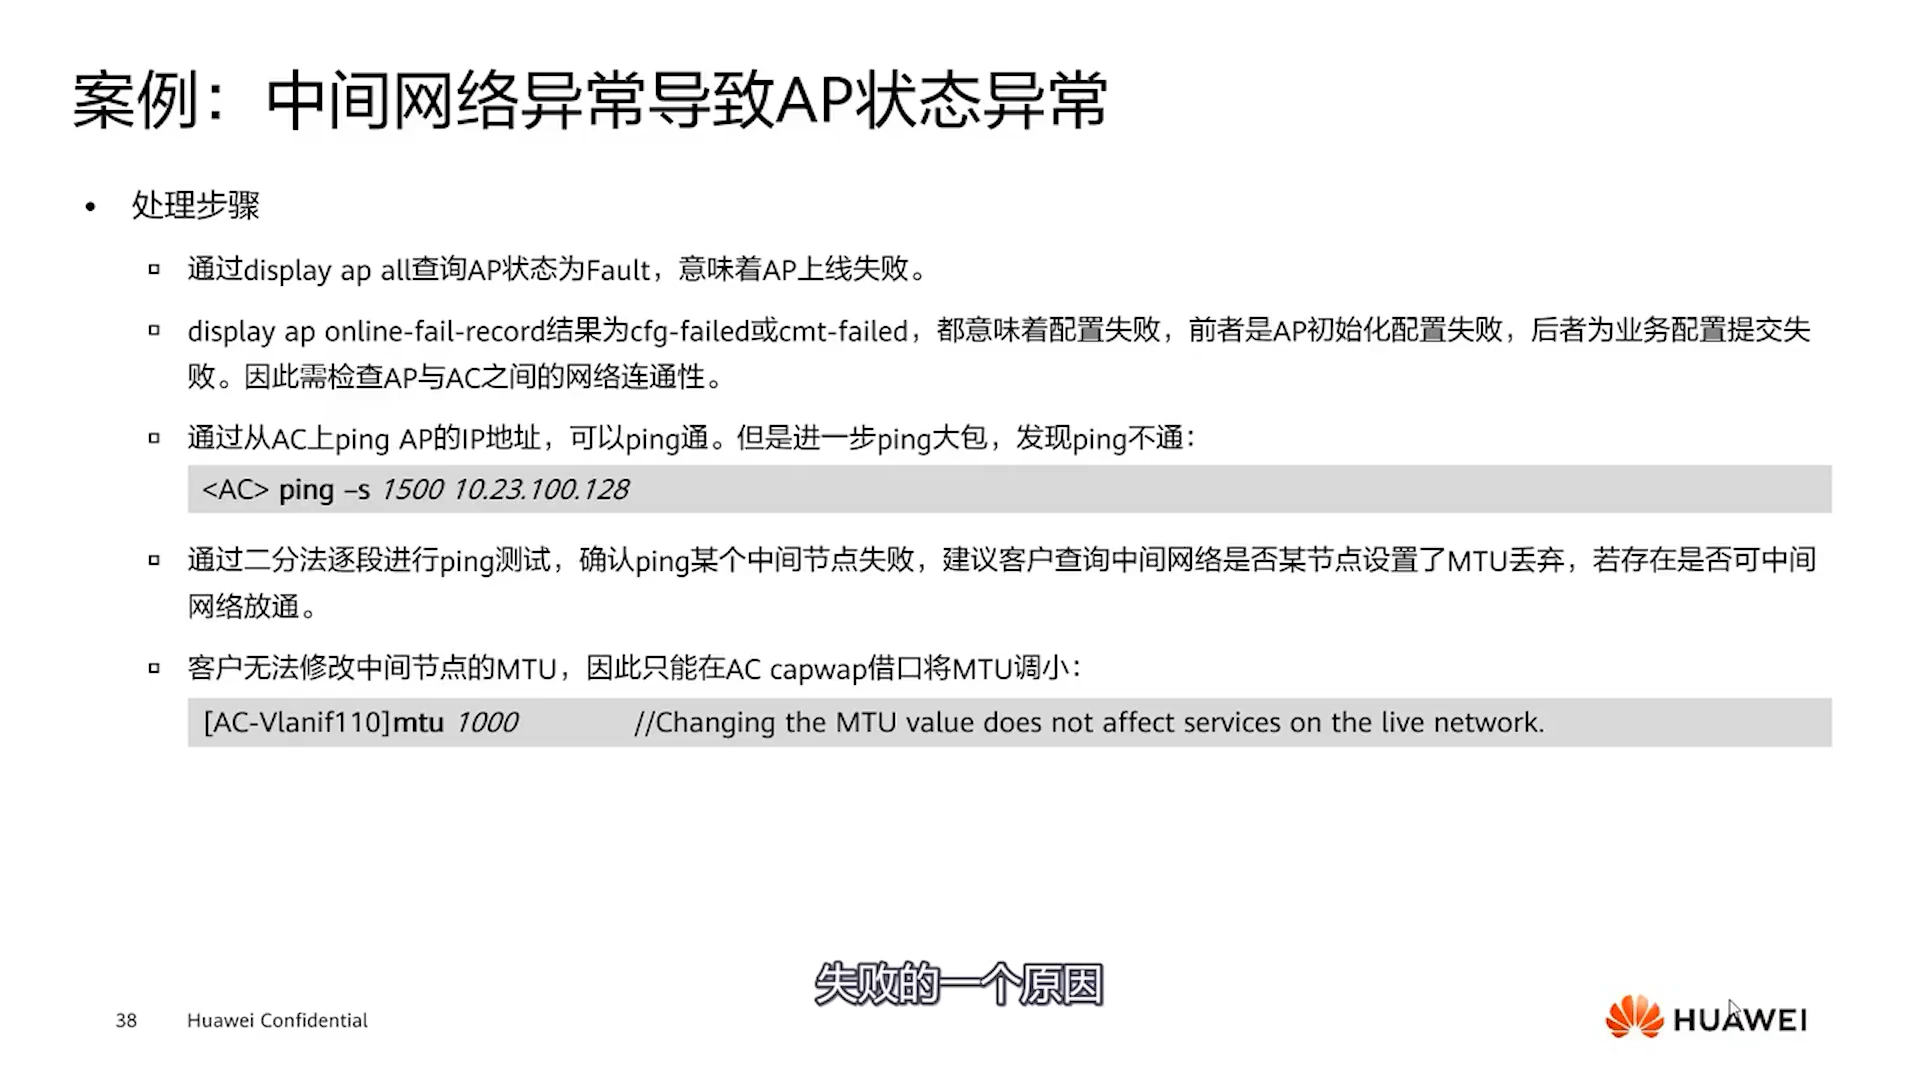 案例：中间网络异常导致AP状态异常
• 处理步骤
▫ 通过display ap all查询AP状态为Fault，意味着AP上线失败。
▫ display ap online-fail-record结果为cfg-failed或cmt-failed，都意味着配置失败，前者是AP初始化配置失败，后者为业务配置提交失
败。因此需检查AP与AC之间的网络连通性。
▫ 通过从AC上ping AP的IP地址，可以ping通。但是进一步ping大包，发现ping不通：
<AC> ping –s 1500 10.23.100.128
▫ 通过二分法逐段进行ping测试，确认ping某个中间节点失败，建议客户查询中间网络是否某节点设置了MTU丢弃，若存在是否可中间
网络放通。
▫ 客户无法修改中间节点的MTU，因此只能在AC capwap借口将MTU调小：
[AC-Vlanif110]mtu 1000 //Changing the MTU value does not affect services on the live network.
失败的一个原因
38 Huawei Confidential
HUAWEI